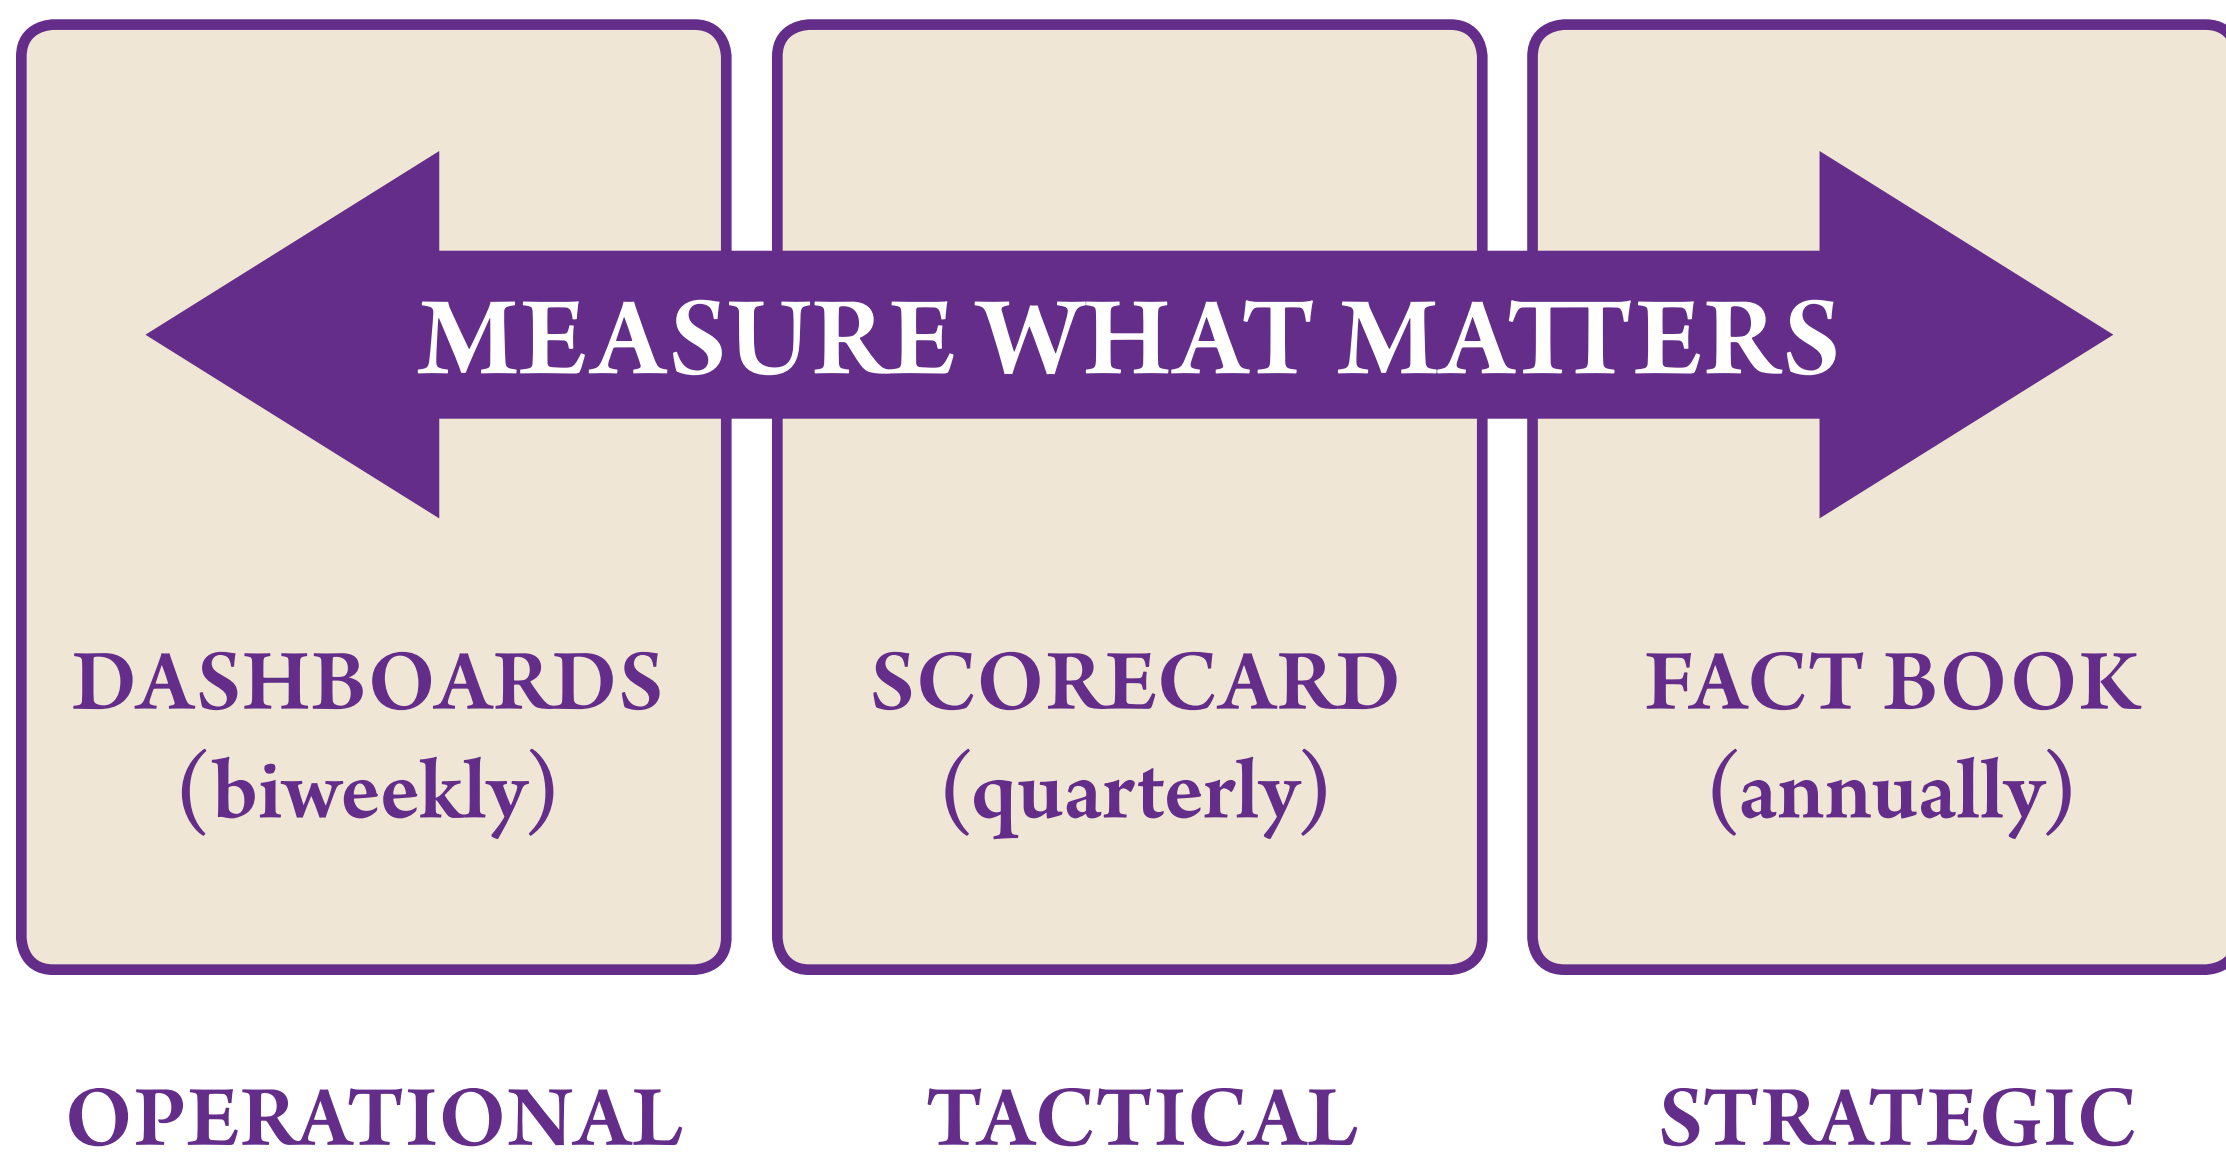 MEASURE WHAT MATTERS
DASHBOARDS
(biweekly)
SCORECARD
(quarterly)
FACT BOOK
(annually)
OPERATIONAL
TACTICAL
STRATEGIC